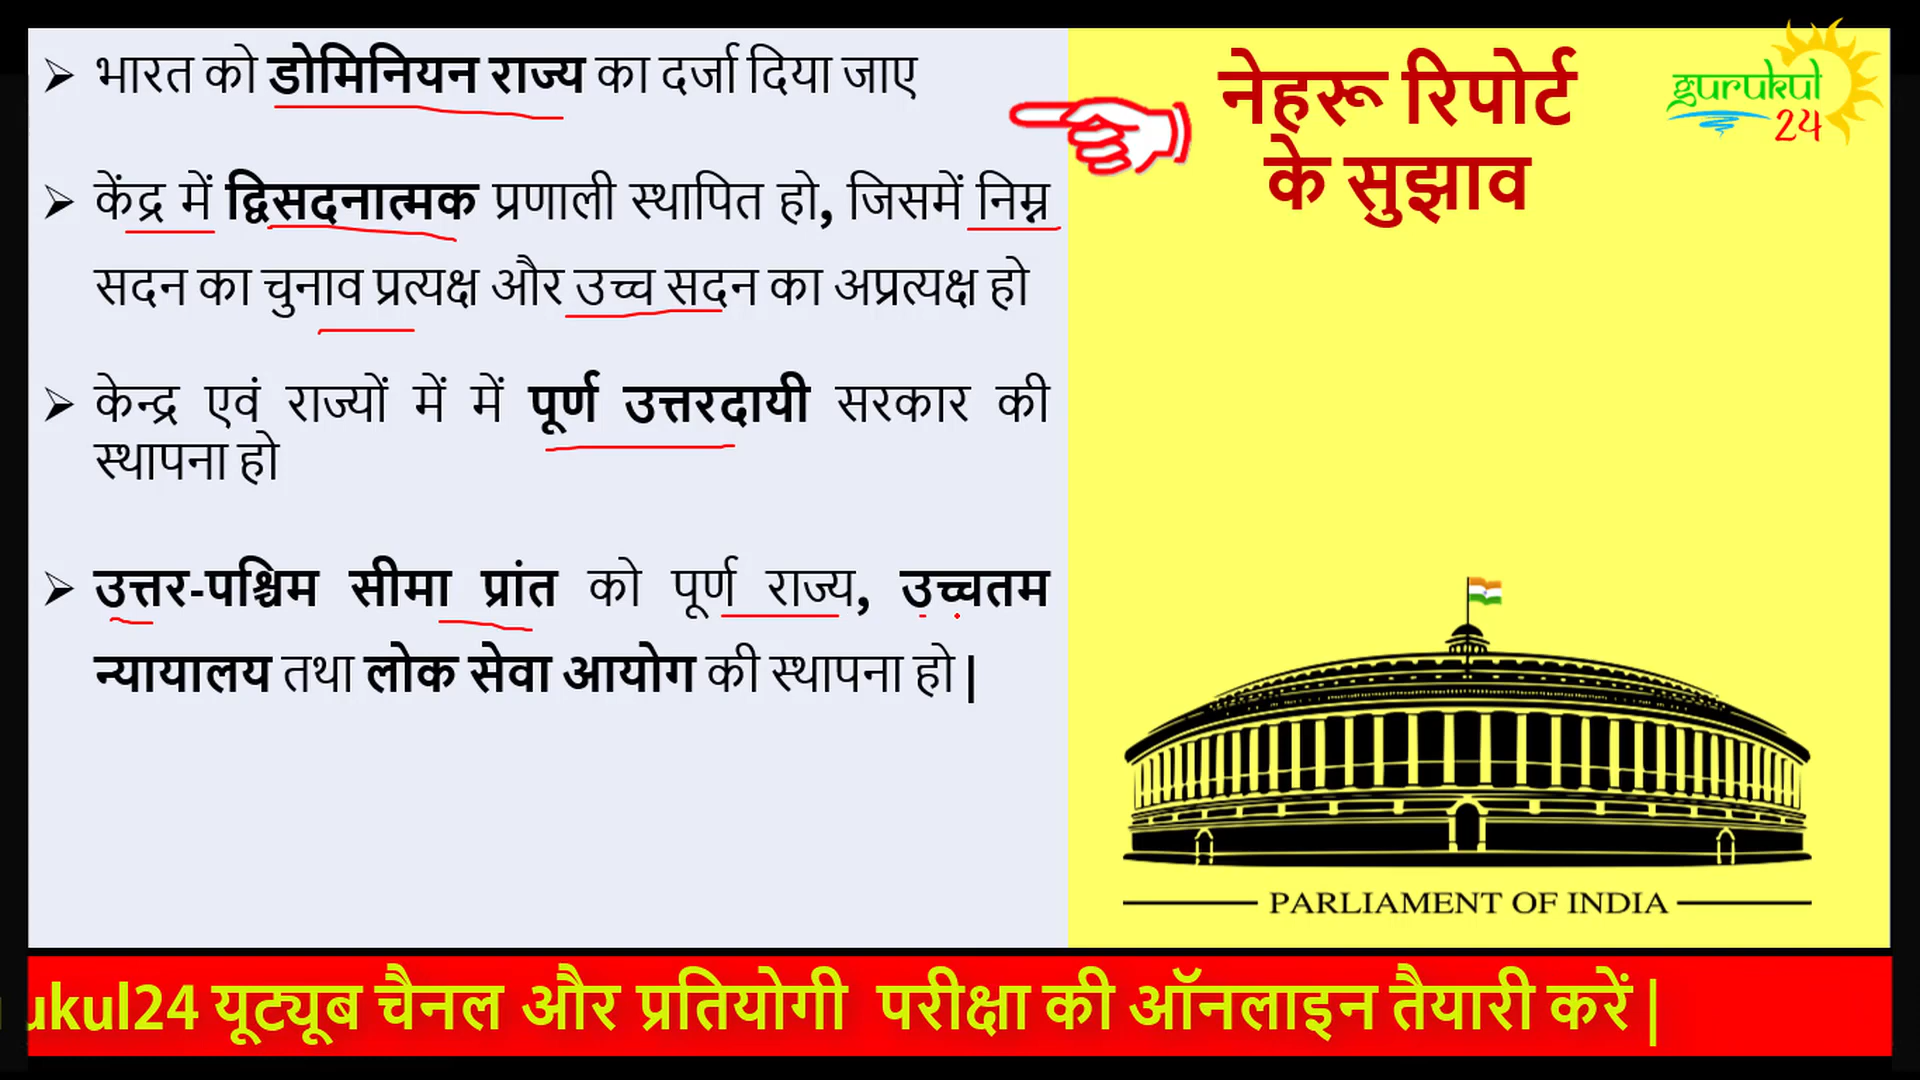 ➢ भारत को डोमिनियन राज्य का दर्जा दिया जाए
➢ केंद्र में द्विसदनात्मक प्रणाली स्थापित हो, जिसमें निम्न
सदन का चुनाव प्रत्यक्ष और उच्च सदन का अप्रत्यक्ष हो
➢ केन्द्र एवं राज्यों में में पूर्ण उत्तरदायी सरकार की
स्थापना हो
➢ उत्तर-पश्चिम सीमा प्रांत को पूर्ण राज्य, उच्चतम
न्यायालय तथा लोक सेवा आयोग की स्थापना हो|
नेहरू रिपोर्ट
के सुझाव
gurukul
24
PARLIAMENT OF INDIA
ukul24 यूट्यूब चैनल और प्रतियोगी परीक्षा की ऑनलाइन तैयारी करें|